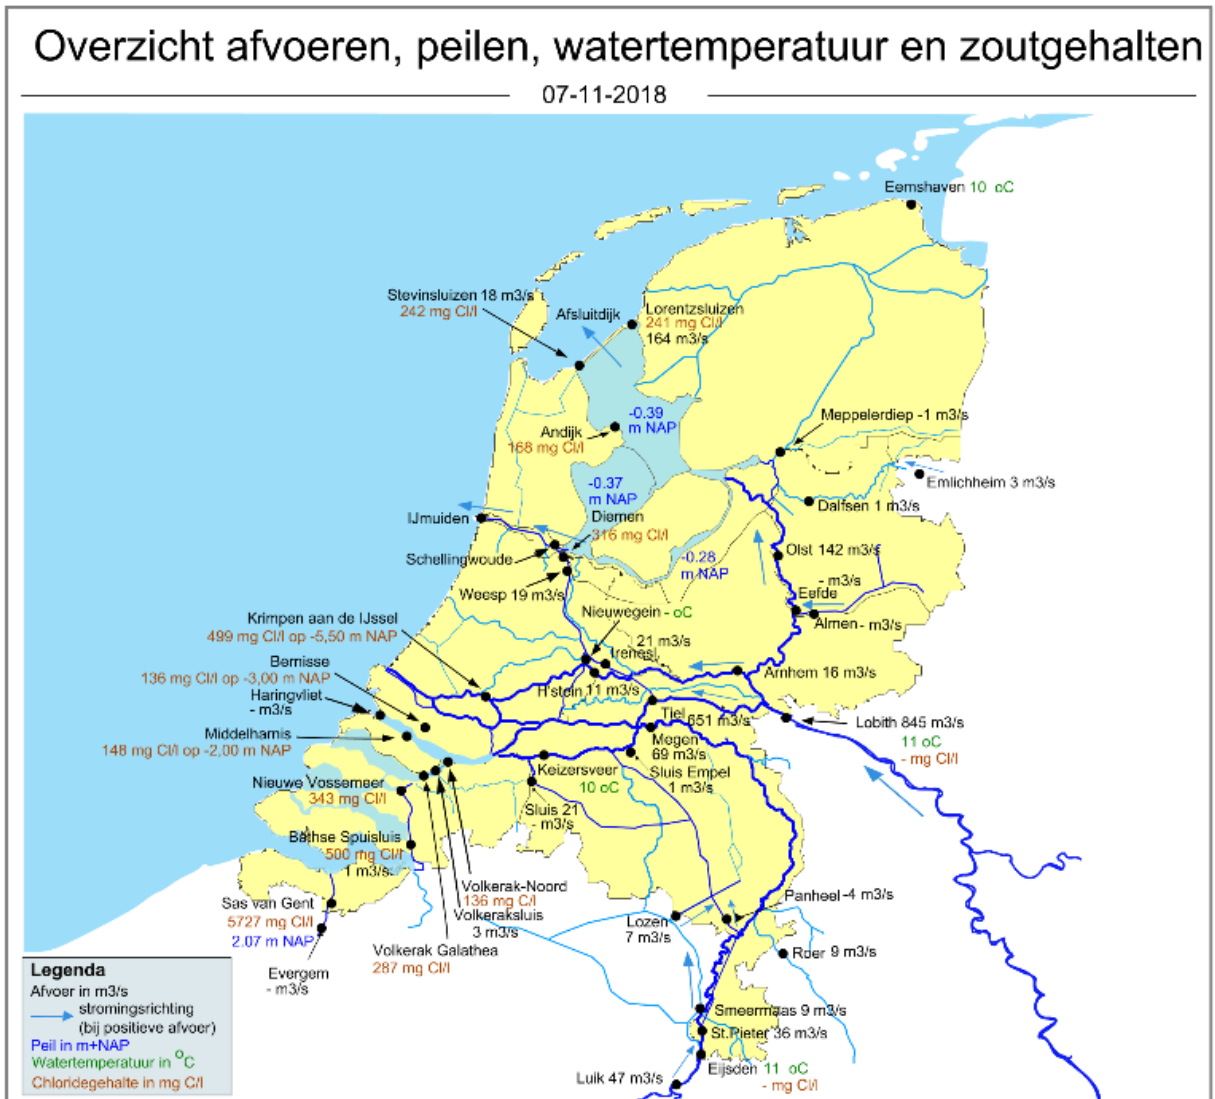 Overzicht afvoeren, peilen, watertemperatuur en zoutgehalten
07-11-2018
Eemshaven 10 oC
Stevinsluizen 18 m3/s
242 mg Cl/l
Afsluitdijk
Lorentzsluizen
241 mg Cl/l
164 m3/s
-0.39
m NAP
Meppelerdiep -1 m3/s
Andijk
168 mg Cl/l
-0.37
m NAP
Emlichheim 3 m3/s
Dalfsen 1 m3/s
IJmuiden
Diemen
316 mg Cl/l
Schellingwoude
-0.28
m NAP
Olst 142 m3/s
- m3/s
Eefde
Weesp 19 m3/s
Nieuwegein - oC
Almen - m3/s
Krimpen aan de IJssel
499 mg Cl/l op -5,50 m NAP
21 m3/s
Irenesl.
Bernisse
136 mg Cl/l op -3,00 m NAP
Arnhem 16 m3/s
H'stein 11 m3/s
Haringvliet
- m3/s
Tiel 651 m3/s
Lobith 845 m3/s
11 oC
- mg Cl/l
Middelharnis
148 mg Cl/l op -2,00 m NAP
Megen
69 m3/s
Keizersveer
10 oC
Sluis Empel
1 m3/s
Nieuwe Vossemeer
343 mg Cl/l
Sluis 21
- m3/s
Bathse Spuisluis
500 mg Cl/l
1 m3/s
Volkerak-Noord
136 mg C/l
Volkeraksluis
3 m3/s
Panheel -4 m3/s
Sas van Gent
5727 mg Cl/l
2.07 m NAP
Lozen
7 m3/s
Volkerak Galathea
287 mg Cl/l
Roer 9 m3/s
Evergem
- m3/s
Smeermaas 9 m3/s
St.Pieter 36 m3/s
Eijsden 11 oC
- mg Cl/l
Luik 47 m3/s
Legenda
Afvoer in m3/s
stromingsrichting
(bij positieve afvoer)
Peil in m+NAP
Watertemperatuur in °C
Chloridegehalte in mg C/l